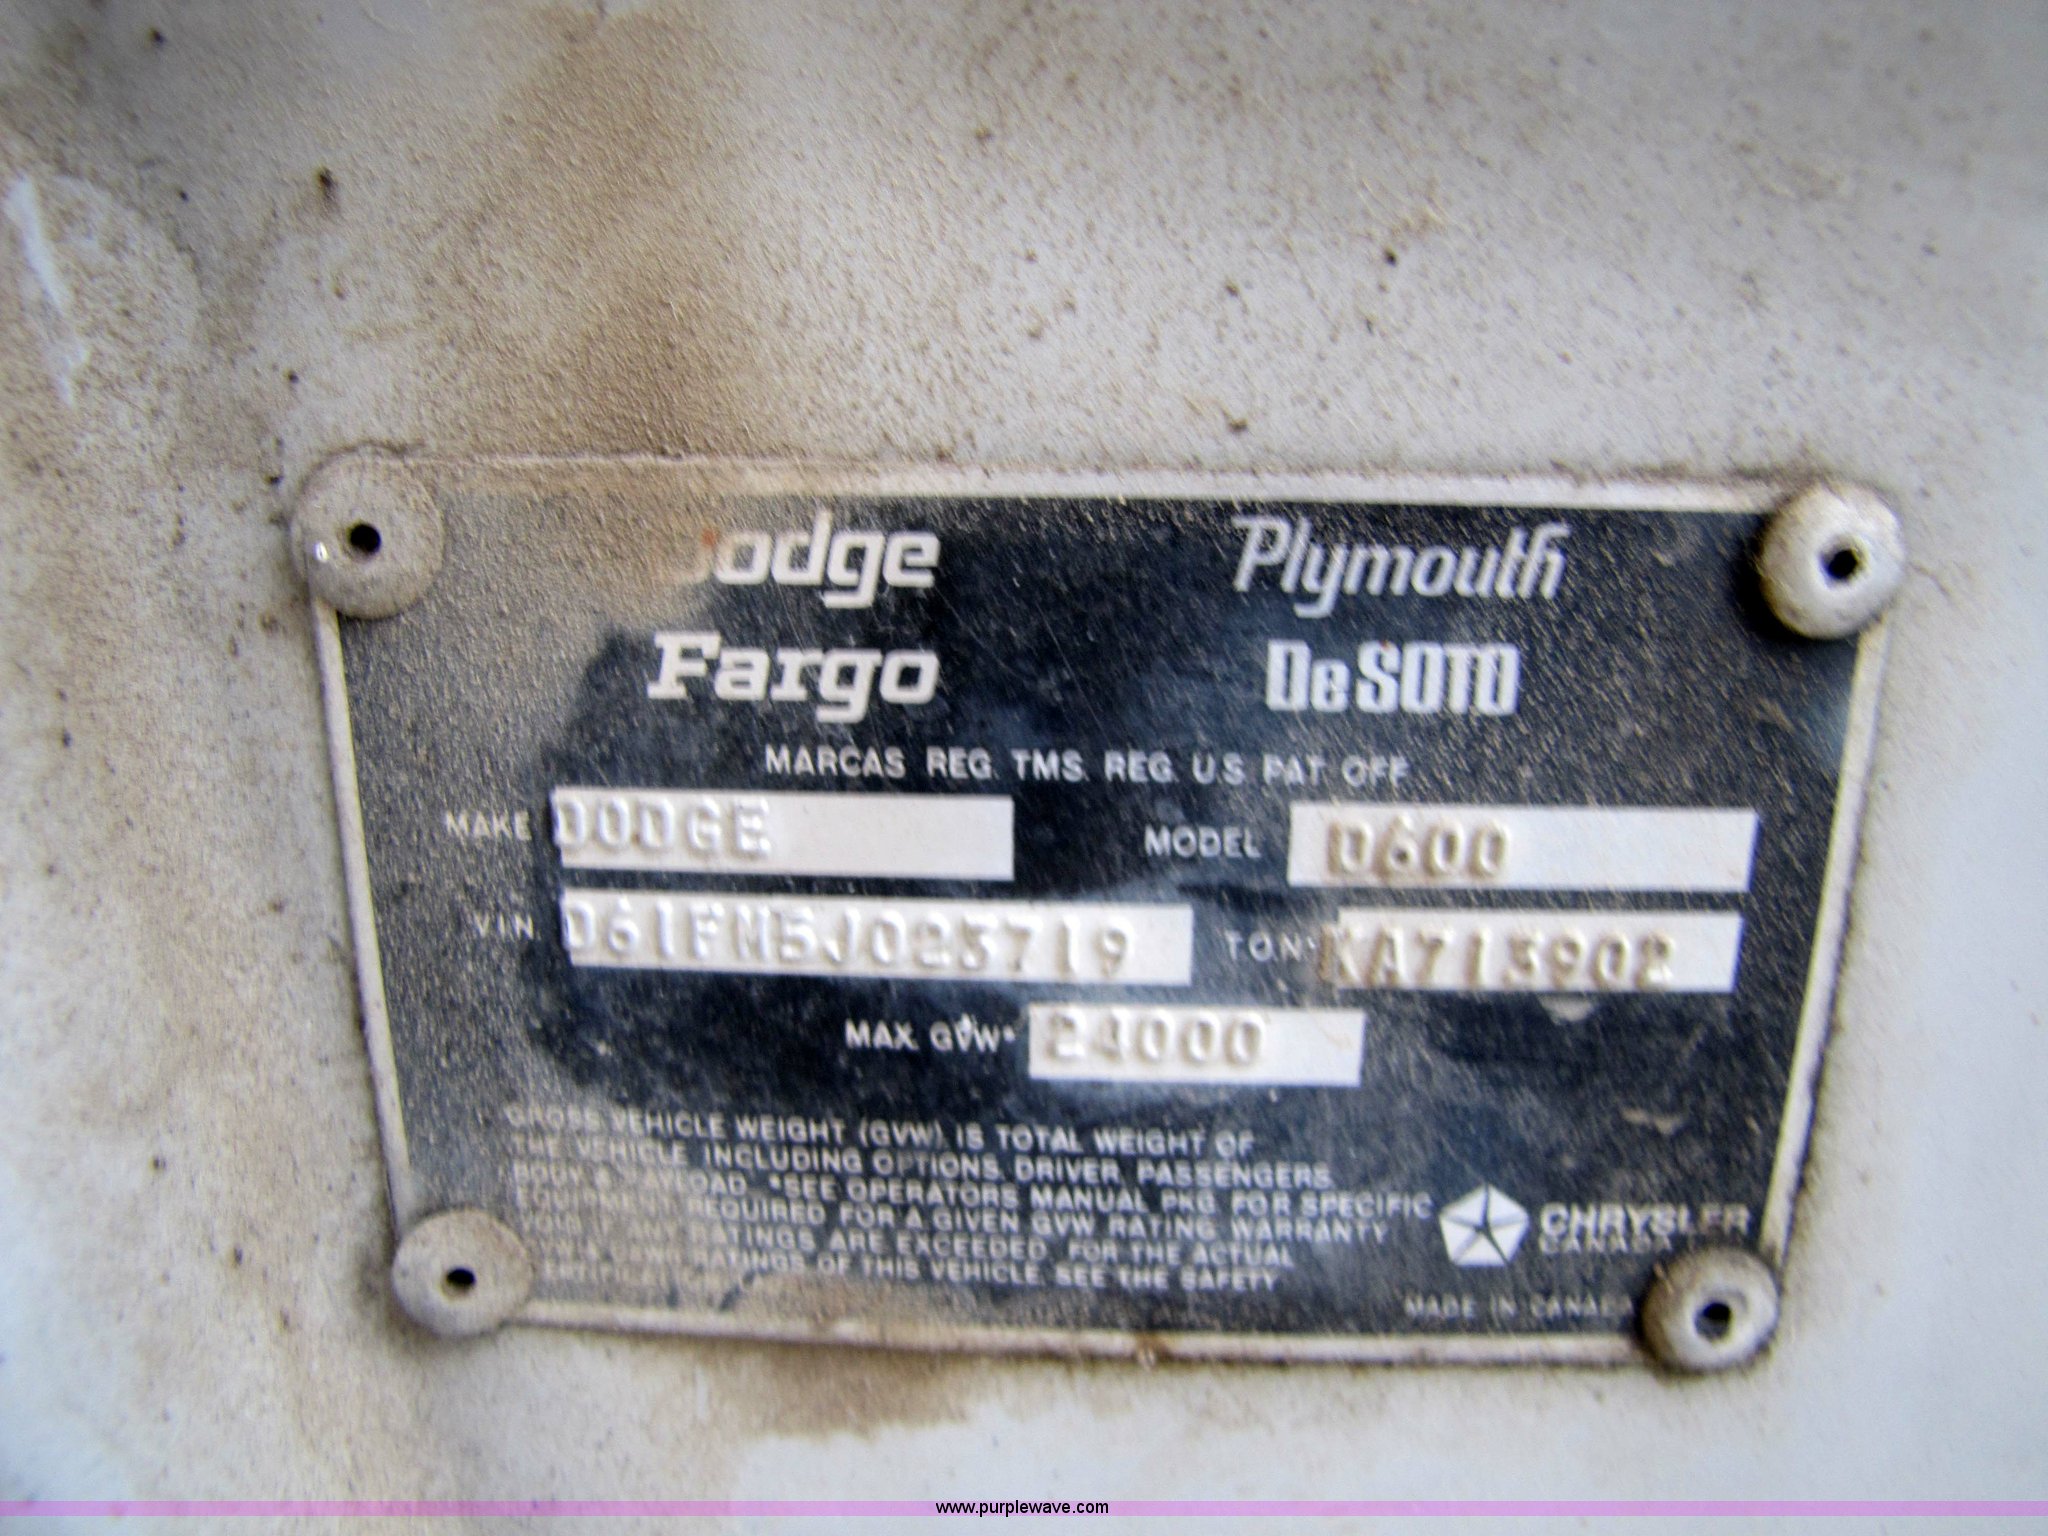 Dodge Plymouth
Fargo DeSOTO
MARCAS REG. TMS. REG. U.S. PAT. OFF.
MAKE DODGE MODEL D600
VIN D61FM5J023719 TON* KA713902
MAX. GVW* 24000
GROSS VEHICLE WEIGHT (GVW) IS TOTAL WEIGHT OF
THE VEHICLE INCLUDING OPTIONS, DRIVER, PASSENGERS,
BODY & PAYLOAD. *SEE OPERATORS MANUAL PKG. FOR SPECIFIC
EQUIPMENT REQUIRED FOR A GIVEN GVW RATING WARRANTY
VOID IF ANY RATINGS ARE EXCEEDED. FOR THE ACTUAL
RATINGS OF THIS VEHICLE SEE THE SAFETY
CHRYSLER
CANADA
MADE IN CANADA
www.purplewave.com